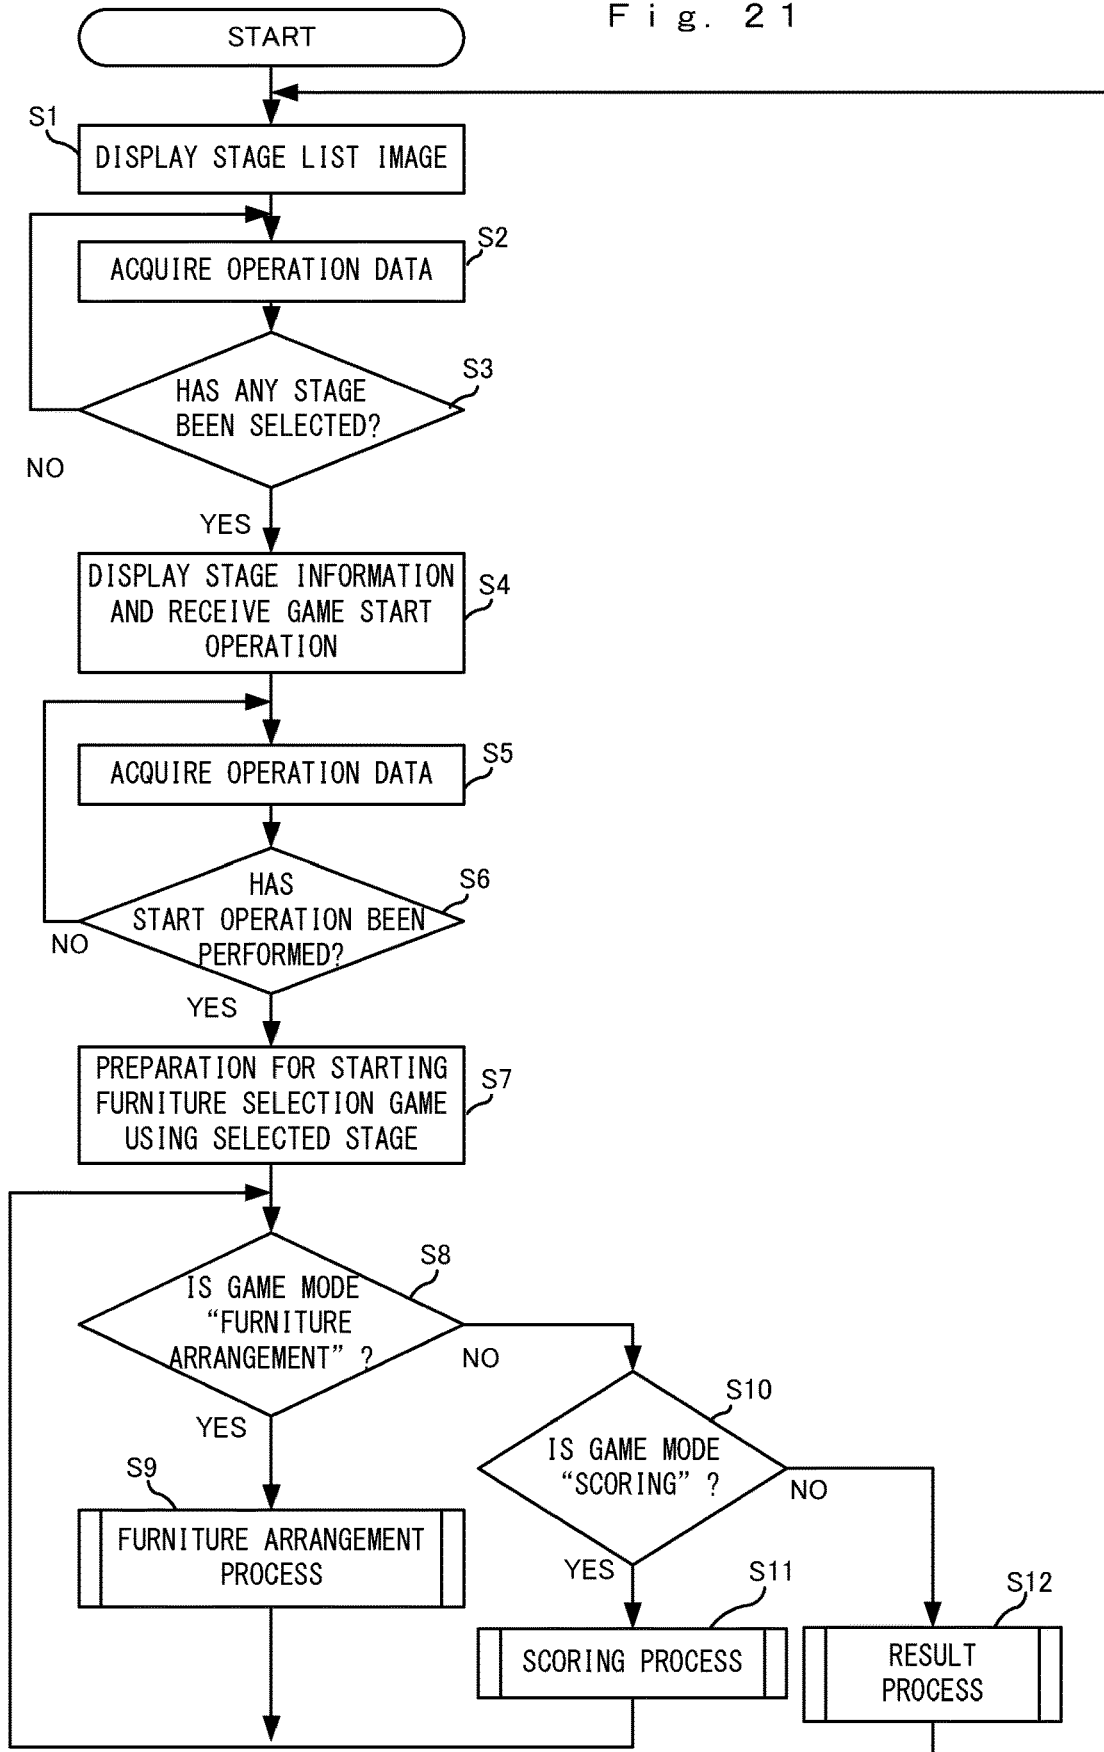 Fig. 21
START
S1
DISPLAY STAGE LIST IMAGE
S2
ACQUIRE OPERATION DATA
S3
HAS ANY STAGE
BEEN SELECTED?
NO
YES
DISPLAY STAGE INFORMATION
AND RECEIVE GAME START
OPERATION
S4
S5
ACQUIRE OPERATION DATA
S6
HAS
START OPERATION BEEN
PERFORMED?
NO
YES
PREPARATION FOR STARTING
FURNITURE SELECTION GAME
USING SELECTED STAGE
S7
S8
IS GAME MODE
“FURNITURE
ARRANGEMENT” ?
NO
YES
S10
IS GAME MODE
“SCORING” ?
NO
YES
S9
FURNITURE ARRANGEMENT
PROCESS
S11
SCORING PROCESS
S12
RESULT
PROCESS